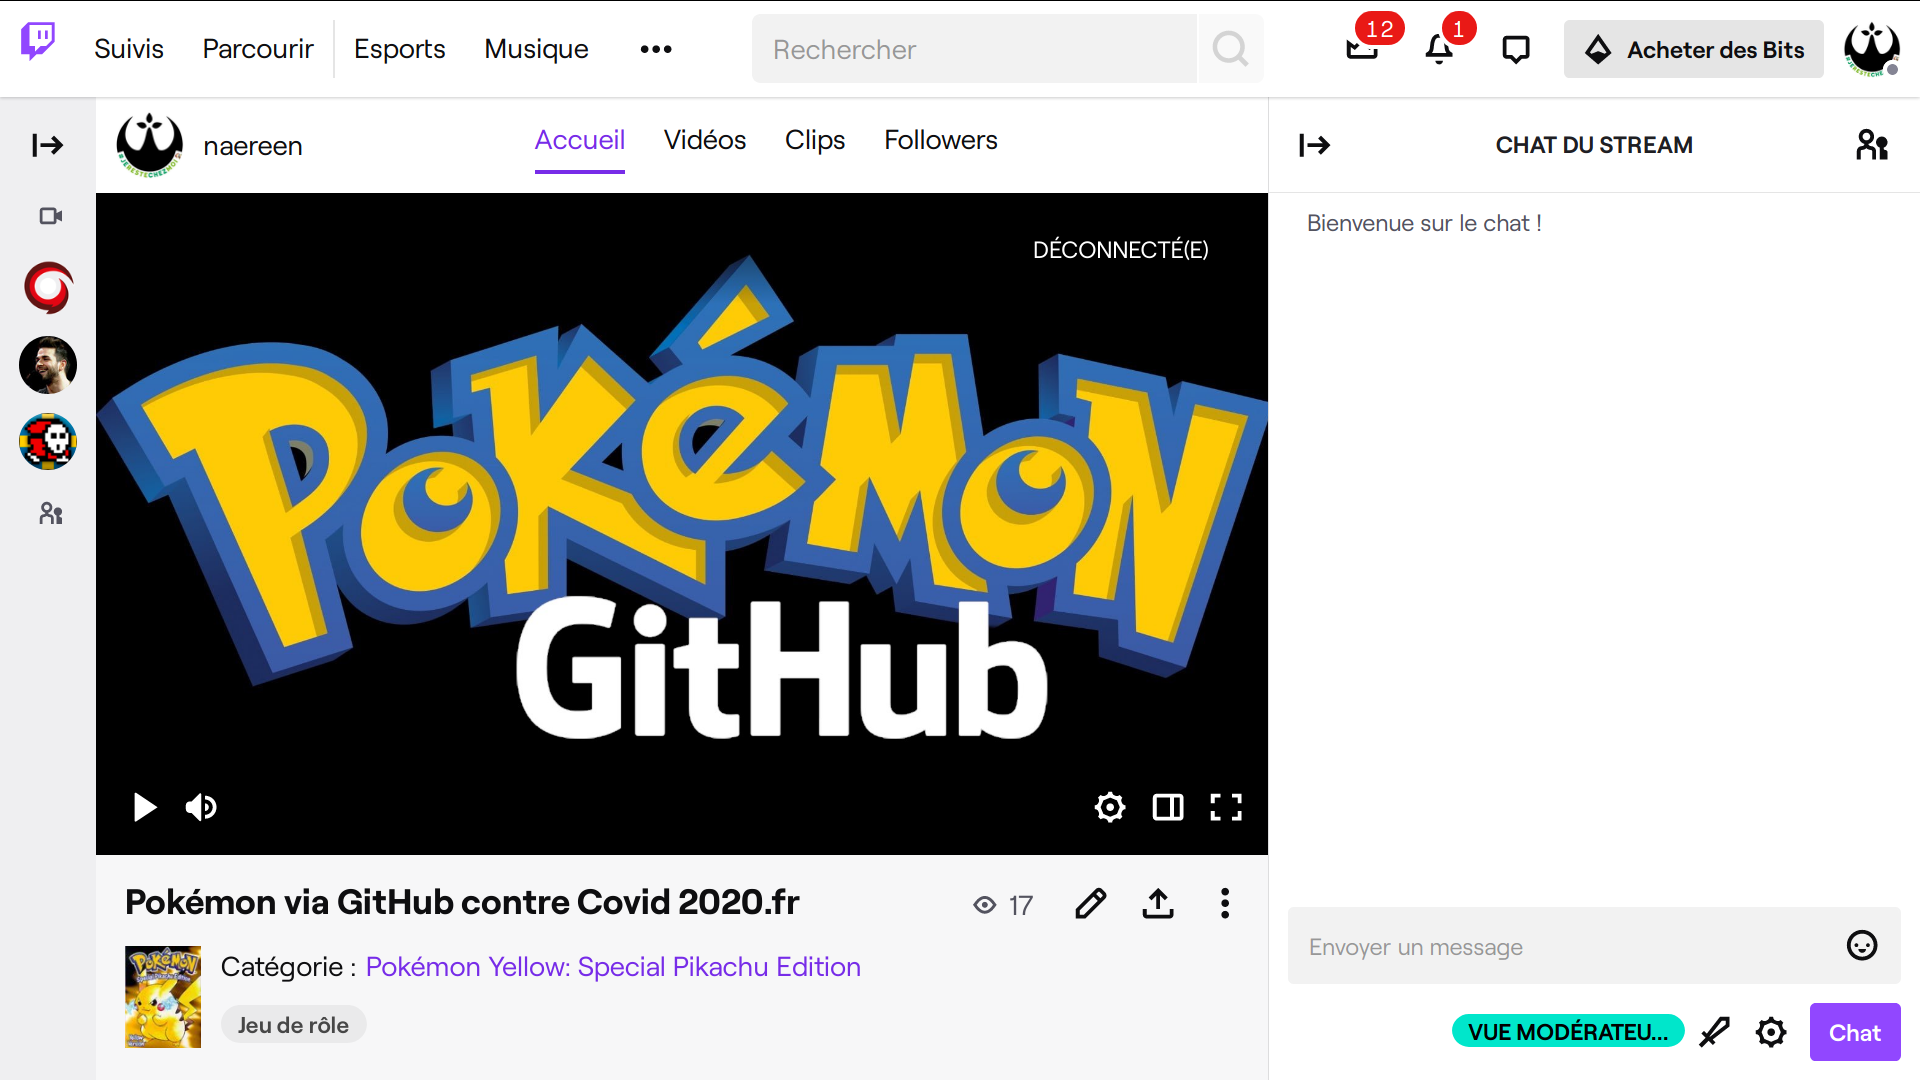 Suivis Parcourir Esports Musique Rechercher 12 1 Acheter des Bits
naereen Accueil Vidéos Clips Followers
CHAT DU STREAM
Bienvenue sur le chat !
DÉCONNECTÉ(E)
POKéMON
GitHub
Pokémon via GitHub contre Covid 2020.fr 17
Catégorie : Pokémon Yellow: Special Pikachu Edition
POKéMON
Jeu de rôle
Envoyer un message
VUE MODÉRATEU... Chat